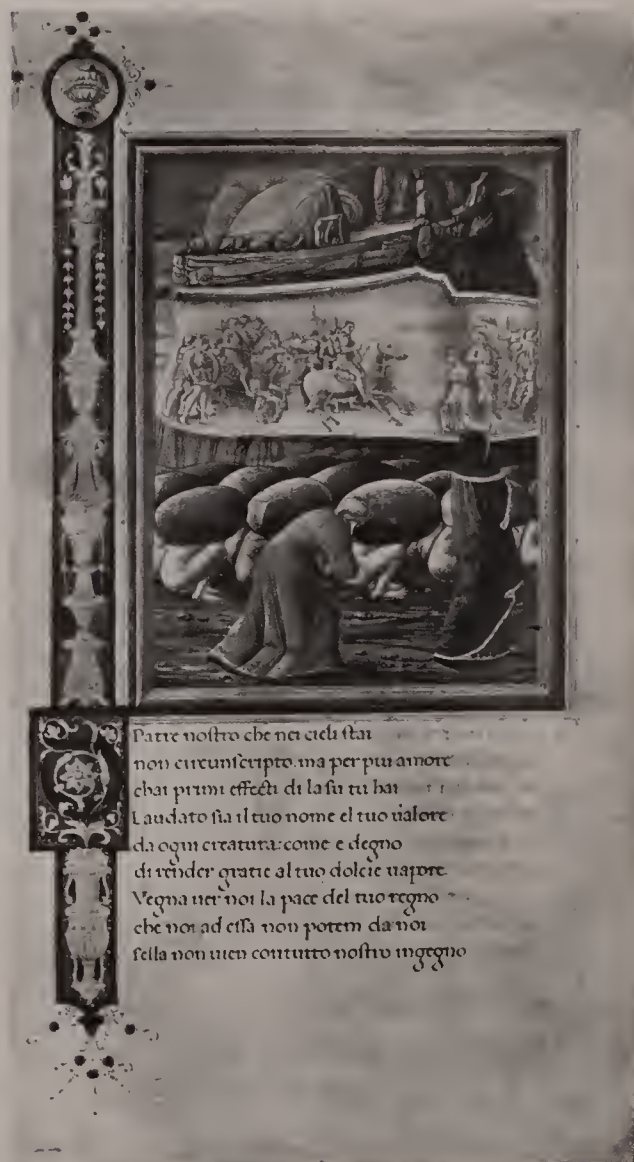 Patre nostro che nei cieli stai
non circunscripto. ma per piu amore
chai primi effecti di la su tu hai
Laudato sia il tuo nome el tuo ualore
da ogni creatura: come e degno
di render gratie al tuo dolcie uapore
Vegna uer noi la pace del tuo regno
che noi ad essa non potem da noi
sella non uien con tutto nostro ingegno